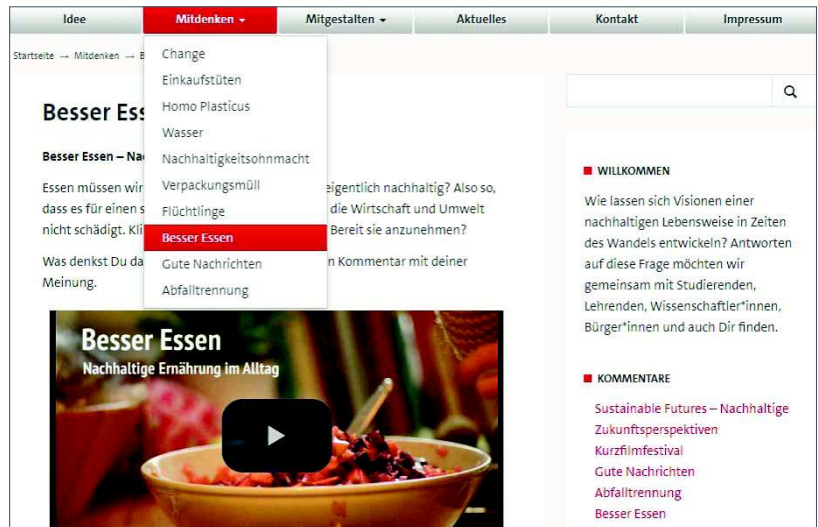 Idee
Mitdenken
Mitgestalten
Aktuelles
Kontakt
Impressum
Startseite → Mitdenken → B
Change
Einkaufstüten
Homo Plasticus
Wasser
Nachhaltigkeitsohnmacht
Verpackungsmüll
Flüchtlinge
Besser Essen
Gute Nachrichten
Abfalltrennung
Besser Ess
Besser Essen – Na
Essen müssen wir eigentlich nachhaltig? Also so,
dass es für einen s die Wirtschaft und Umwelt
nicht schädigt. Kli Bereit sie anzunehmen?
Was denkst Du da n Kommentar mit deiner
Meinung.
Besser Essen
Nachhaltige Ernährung im Alltag
WILLKOMMEN
Wie lassen sich Visionen einer
nachhaltigen Lebensweise in Zeiten
des Wandels entwickeln? Antworten
auf diese Frage möchten wir
gemeinsam mit Studierenden,
Lehrenden, Wissenschaftler*innen,
Bürger*innen und auch Dir finden.
KOMMENTARE
Sustainable Futures – Nachhaltige
Zukunftsperspektiven
Kurzfilmfestival
Gute Nachrichten
Abfalltrennung
Besser Essen